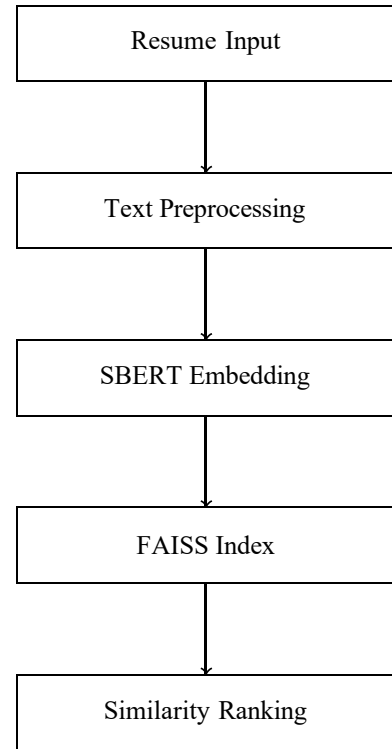 Resume Input
Text Preprocessing
SBERT Embedding
FAISS Index
Similarity Ranking